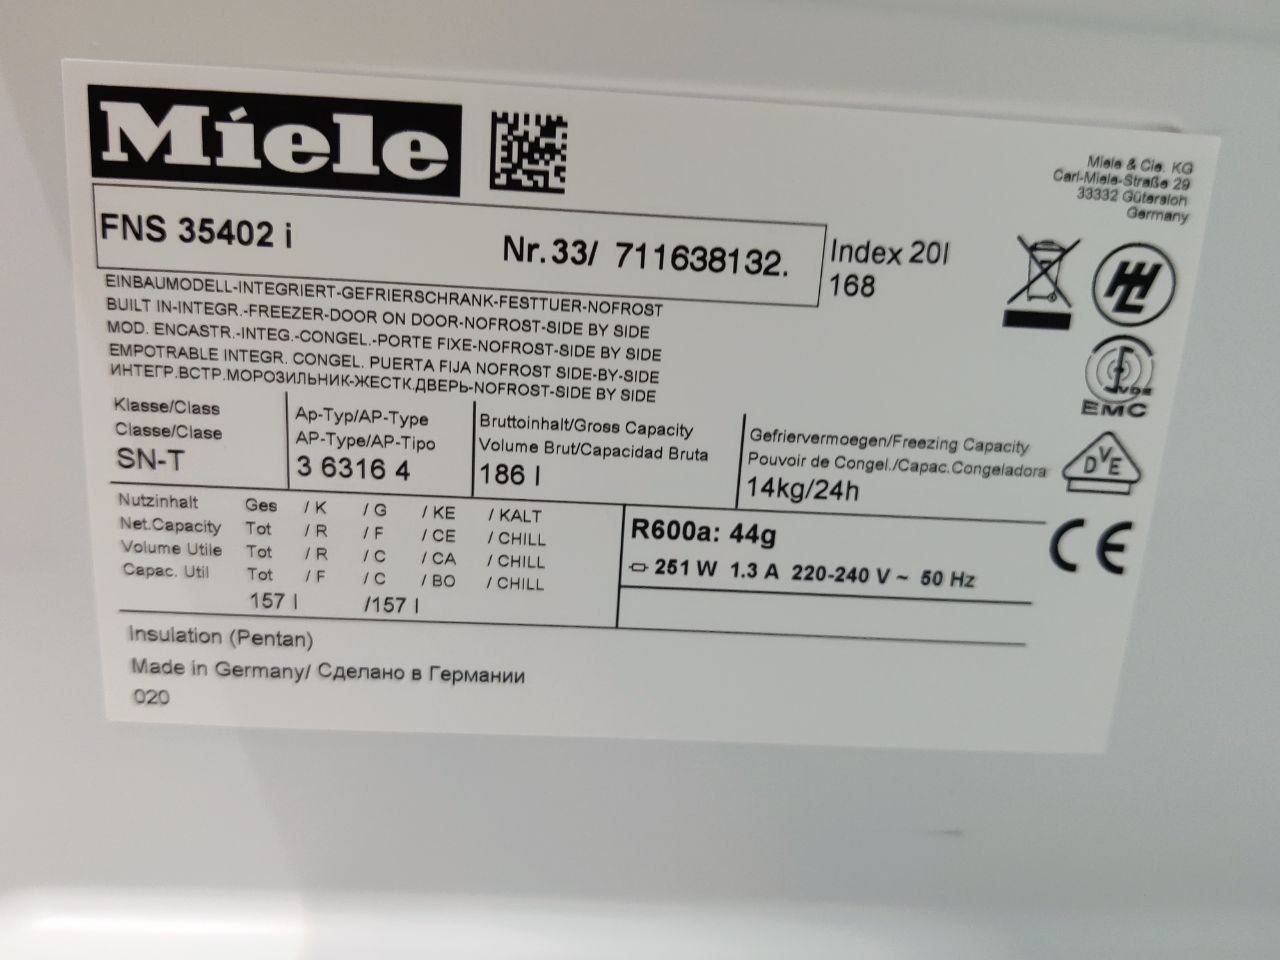 Miele
Miele & Cie. KG
Carl-Miele-Straße 29
33332 Gütersloh
Germany
FNS 35402 i
Nr.33/ 711638132.
Index 20I
168
EINBAUMODELL-INTEGRIERT-GEFRIERSCHRANK-FESTTUER-NOFROST
BUILT IN-INTEGR.-FREEZER-DOOR ON DOOR-NOFROST-SIDE BY SIDE
MOD. ENCASTR.-INTEG.-CONGEL.-PORTE FIXE-NOFROST-SIDE BY SIDE
EMPOTRABLE INTEGR. CONGEL. PUERTA FIJA NOFROST SIDE-BY-SIDE
ИНТЕГР.ВСТР.МОРОЗИЛЬНИК-ЖЕСТК.ДВЕРЬ-NOFROST-SIDE BY SIDE
VDE
EMC
DVE
CE
Klasse/Class
Classe/Clase
SN-T
Ap-Typ/AP-Type
AP-Type/AP-Tipo
3 6316 4
Bruttoinhalt/Gross Capacity
Volume Brut/Capacidad Bruta
186 l
Gefriervermoegen/Freezing Capacity
Pouvoir de Congel./Capac.Congeladora
14kg/24h
Nutzinhalt Ges / K / G / KE / KALT
Net.Capacity Tot / R / F / CE / CHILL
Volume Utile Tot / R / C / CA / CHILL
Capac. Util Tot / F / C / BO / CHILL
157 l /157 l
R600a: 44g
251 W 1.3 A 220-240 V ~ 50 Hz
Insulation (Pentan)
Made in Germany/ Сделано в Германии
020